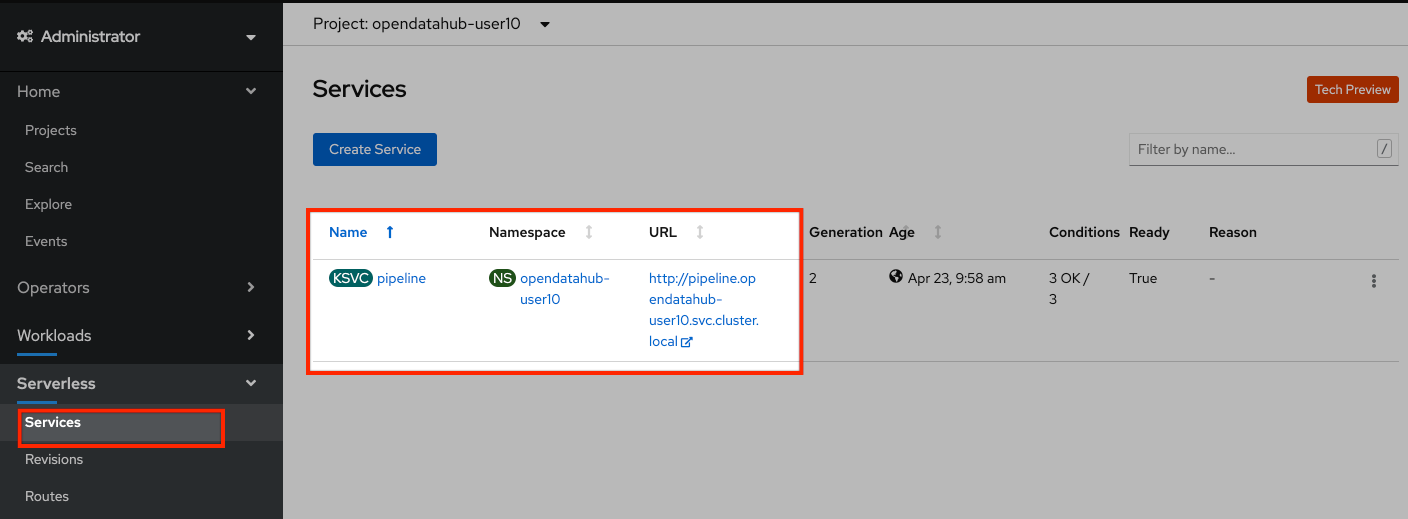 Administrator
Home
Projects
Search
Explore
Events
Operators
Workloads
Serverless
Services
Revisions
Routes
Project: opendatahub-user10
Services
Tech Preview
Create Service
Filter by name...
/
Name Namespace URL Generation Age Conditions Ready Reason
KSVC pipeline NS opendatahub- http://pipeline.op 2 Apr 23, 9:58 am 3 OK / True -
user10 endatahub- 3
user10.svc.cluster.
local